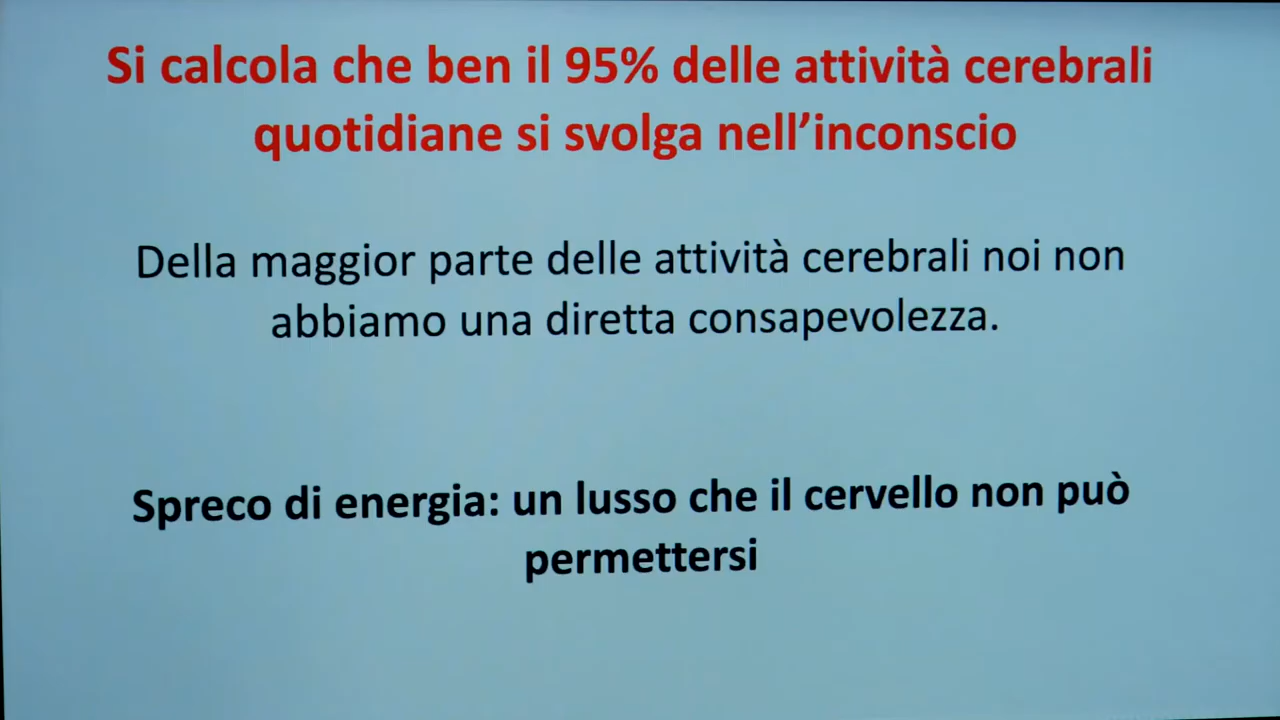 Si calcola che ben il 95% delle attività cerebrali
quotidiane si svolga nell’inconscio
Della maggior parte delle attività cerebrali noi non
abbiamo una diretta consapevolezza.
Spreco di energia: un lusso che il cervello non può
permettersi